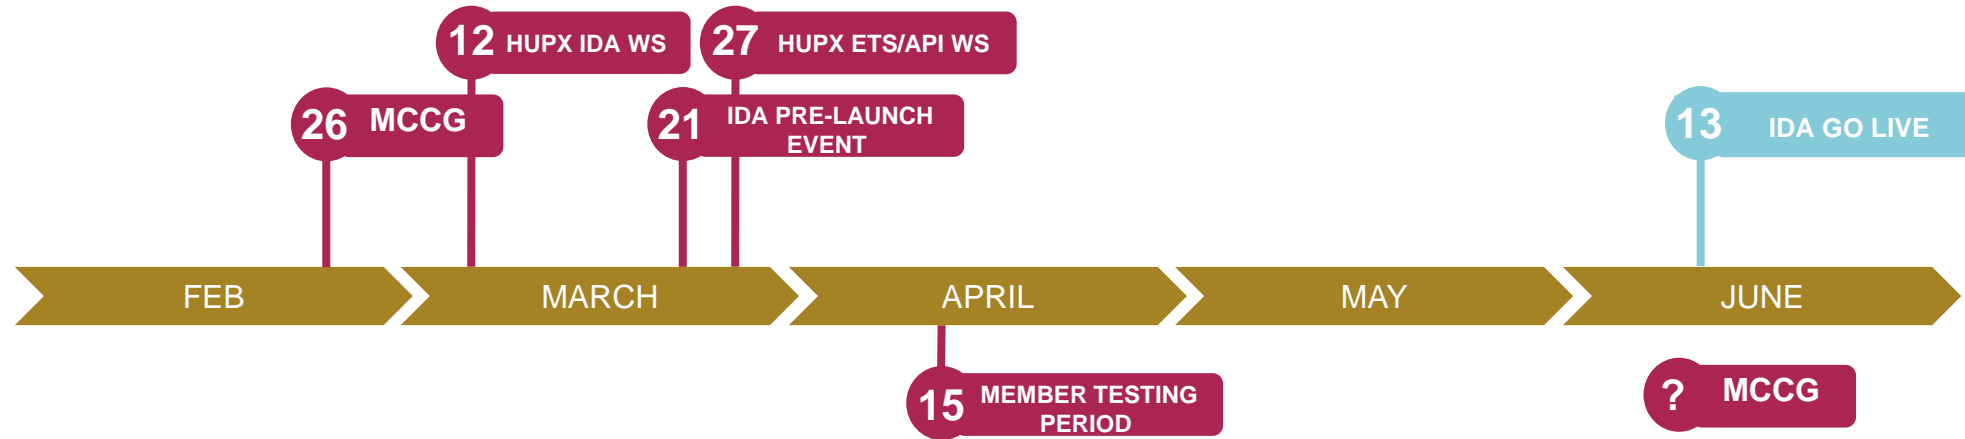 12 HUPX IDA WS
27 HUPX ETS/API WS
26 MCCG
21 IDA PRE-LAUNCH
EVENT
13 IDA GO LIVE
FEB
MARCH
APRIL
MAY
JUNE
15 MEMBER TESTING
PERIOD
? MCCG